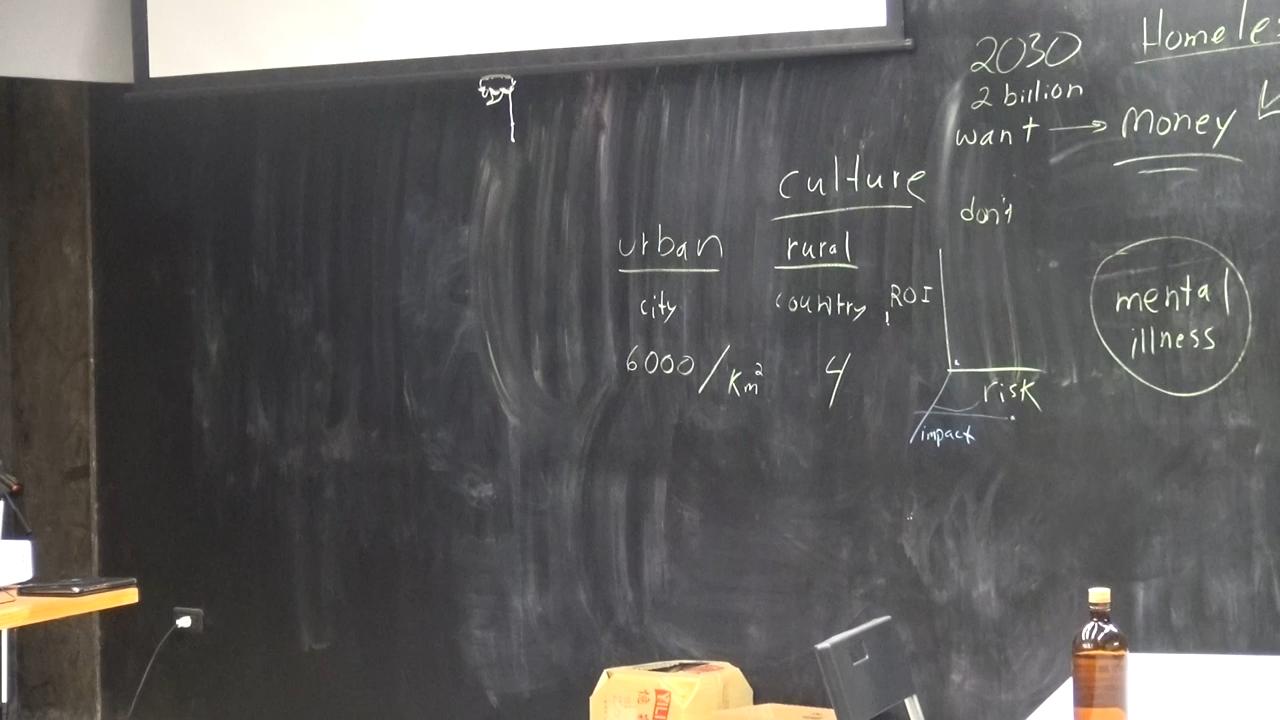 Homele
2030
2 billion
want → money
culture
don't
urban rural
city country ROI
mental
illness
6000/Km² 4
risk
impact